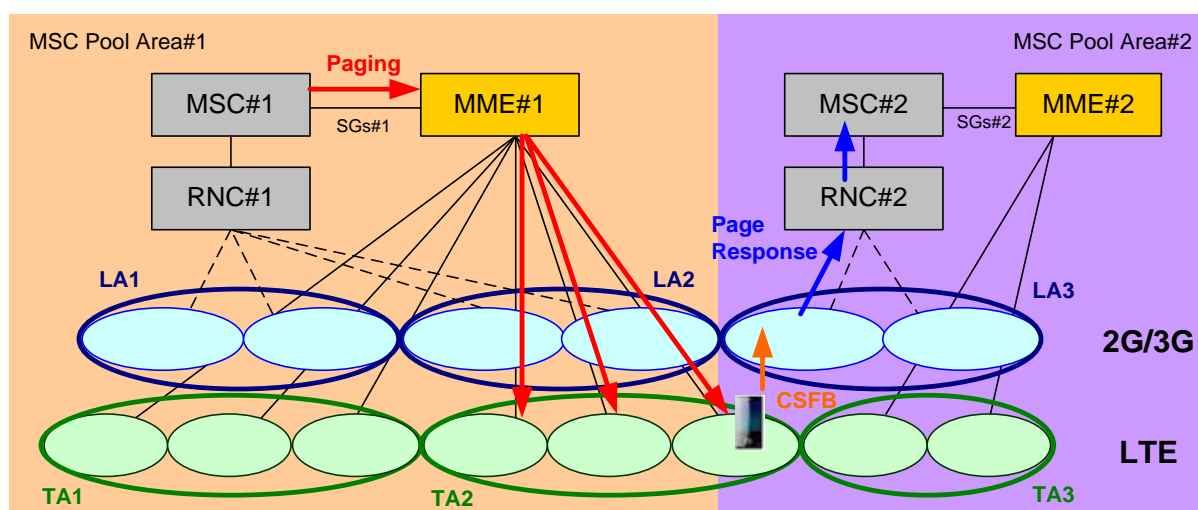 MSC Pool Area#1
MSC Pool Area#2
Paging
MSC#1
MME#1
MSC#2
MME#2
SGs#1
SGs#2
RNC#1
RNC#2
Page
Response
LA1
LA2
LA3
2G/3G
CSFB
LTE
TA1
TA2
TA3